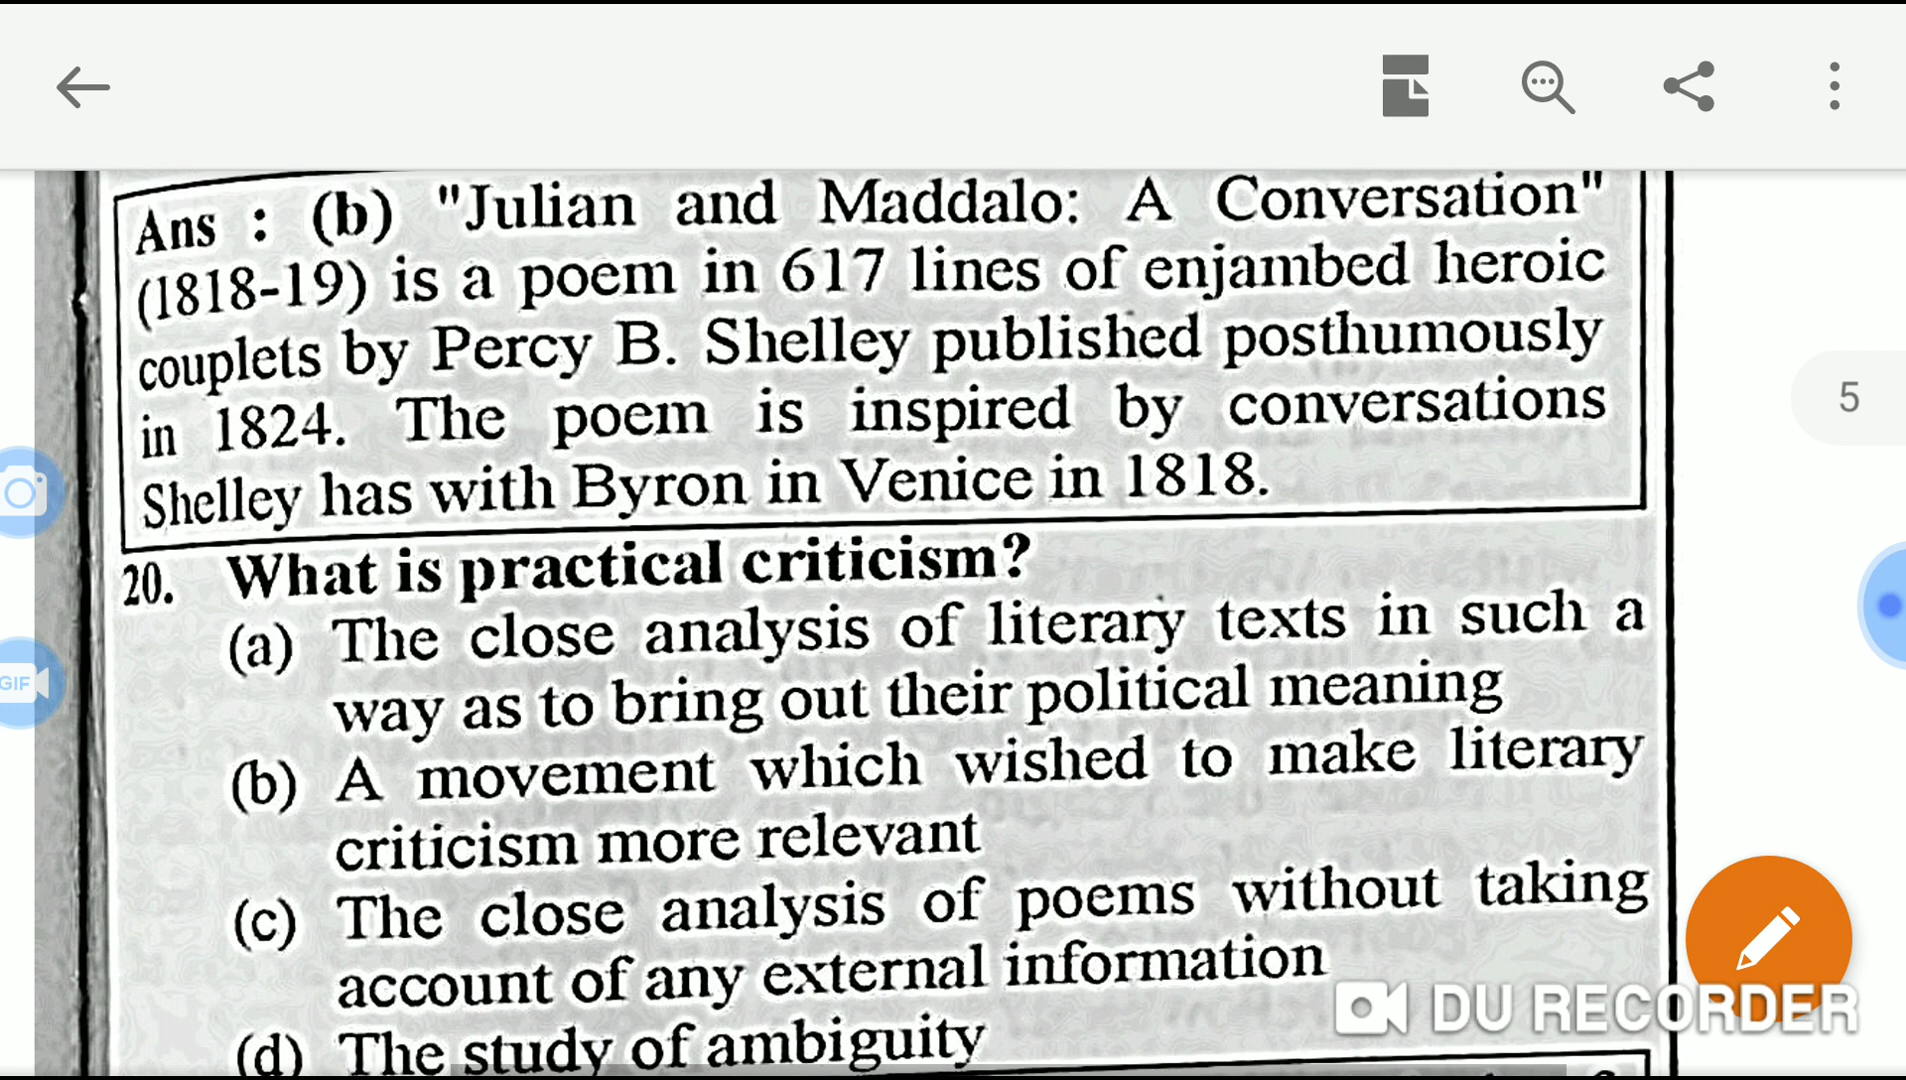 Ans : (b) "Julian and Maddalo: A Conversation"
(1818-19) is a poem in 617 lines of enjambed heroic
couplets by Percy B. Shelley published posthumously
in 1824. The poem is inspired by conversations
Shelley has with Byron in Venice in 1818.
5
20. What is practical criticism?
(a) The close analysis of literary texts in such a
way as to bring out their political meaning
(b) A movement which wished to make literary
criticism more relevant
(c) The close analysis of poems without taking
account of any external information
(d) The study of ambiguity
GIF
DU RECORDER